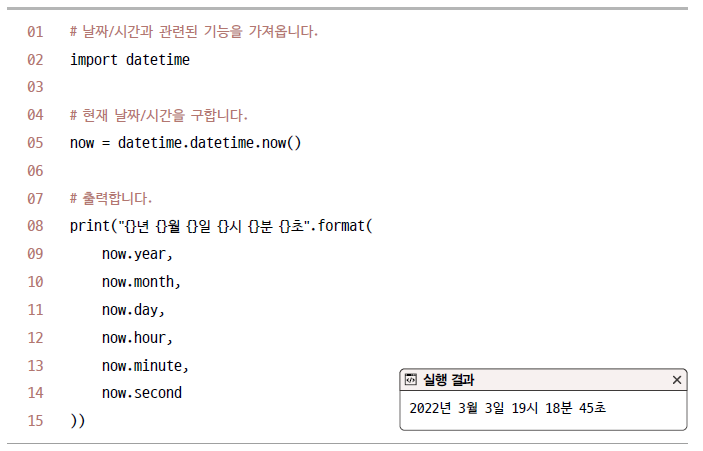 01 # 날짜/시간과 관련된 기능을 가져옵니다.
02 import datetime
03
04 # 현재 날짜/시간을 구합니다.
05 now = datetime.datetime.now()
06
07 # 출력합니다.
08 print("{}년 {}월 {}일 {}시 {}분 {}초".format(
09 now.year,
10 now.month,
11 now.day,
12 now.hour,
13 now.minute,
14 now.second
15 ))
실행 결과
2022년 3월 3일 19시 18분 45초